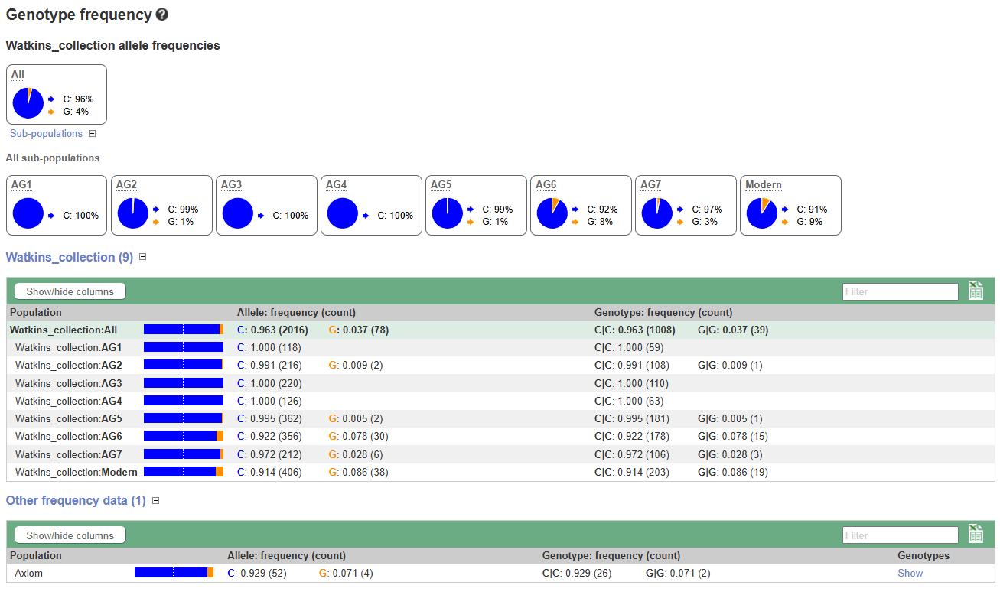 Genotype frequency ?
Watkins_collection allele frequencies
All
C: 96%
G: 4%
Sub-populations
All sub-populations
AG1 AG2 AG3 AG4 AG5 AG6 AG7 Modern
C: 100% C: 99% C: 100% C: 100% C: 99% C: 92% C: 97% C: 91%
G: 1% G: 1% G: 8% G: 3% G: 9%
Watkins_collection (9)
Show/hide columns Filter
Population Allele: frequency (count) Genotype: frequency (count)
Watkins_collection:All C: 0.963 (2016) G: 0.037 (78) C|C: 0.963 (1008) G|G: 0.037 (39)
Watkins_collection:AG1 C: 1.000 (118) C|C: 1.000 (59)
Watkins_collection:AG2 C: 0.991 (216) G: 0.009 (2) C|C: 0.991 (108) G|G: 0.009 (1)
Watkins_collection:AG3 C: 1.000 (220) C|C: 1.000 (110)
Watkins_collection:AG4 C: 1.000 (126) C|C: 1.000 (63)
Watkins_collection:AG5 C: 0.995 (362) G: 0.005 (2) C|C: 0.995 (181) G|G: 0.005 (1)
Watkins_collection:AG6 C: 0.922 (356) G: 0.078 (30) C|C: 0.922 (178) G|G: 0.078 (15)
Watkins_collection:AG7 C: 0.972 (212) G: 0.028 (6) C|C: 0.972 (106) G|G: 0.028 (3)
Watkins_collection:Modern C: 0.914 (406) G: 0.086 (38) C|C: 0.914 (203) G|G: 0.086 (19)
Other frequency data (1)
Show/hide columns Filter
Population Allele: frequency (count) Genotype: frequency (count) Genotypes
Axiom C: 0.929 (52) G: 0.071 (4) C|C: 0.929 (26) G|G: 0.071 (2) Show